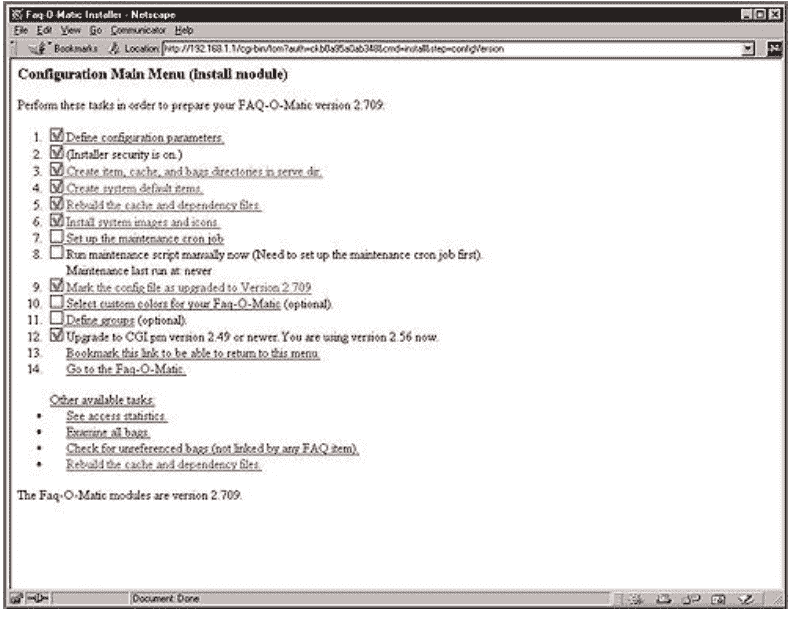 Faq-O-Matic Installer - Netscape
File Edit View Go Communicator Help
Bookmarks Location: http://192.168.1.1/cgi-bin/fom?auth=ckb0a95a0ab348&cmd=install&step=configVersion
Configuration Main Menu (Install module)
Perform these tasks in order to prepare your FAQ-O-Matic version 2.709:
1. Define configuration parameters.
2. (Installer security is on.)
3. Create item, cache, and bags directories in serve dir.
4. Create system default items.
5. Rebuild the cache and dependency files.
6. Install system images and icons.
7. Set up the maintenance cron job
8. Run maintenance script manually now (Need to set up the maintenance cron job first).
Maintenance last run at: never
9. Mark the config file as upgraded to Version 2.709
10. Select custom colors for your Faq-O-Matic (optional).
11. Define groups (optional).
12. Upgrade to CGI.pm version 2.49 or newer. You are using version 2.56 now.
13. Bookmark this link to be able to return to this menu.
14. Go to the Faq-O-Matic.
Other available tasks:
• See access statistics.
• Examine all bags.
• Check for unreferenced bags (not linked by any FAQ item).
• Rebuild the cache and dependency files.
The Faq-O-Matic modules are version 2.709.
Document: Done